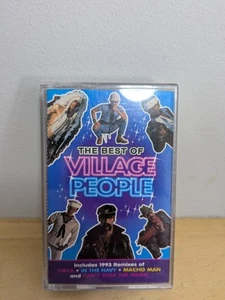 THE BEST OF
VILLAGE
PEOPLE
Includes 1993 Remixes of
YMCA • IN THE NAVY • MACHO MAN
and CAN'T STOP THE MUSIC